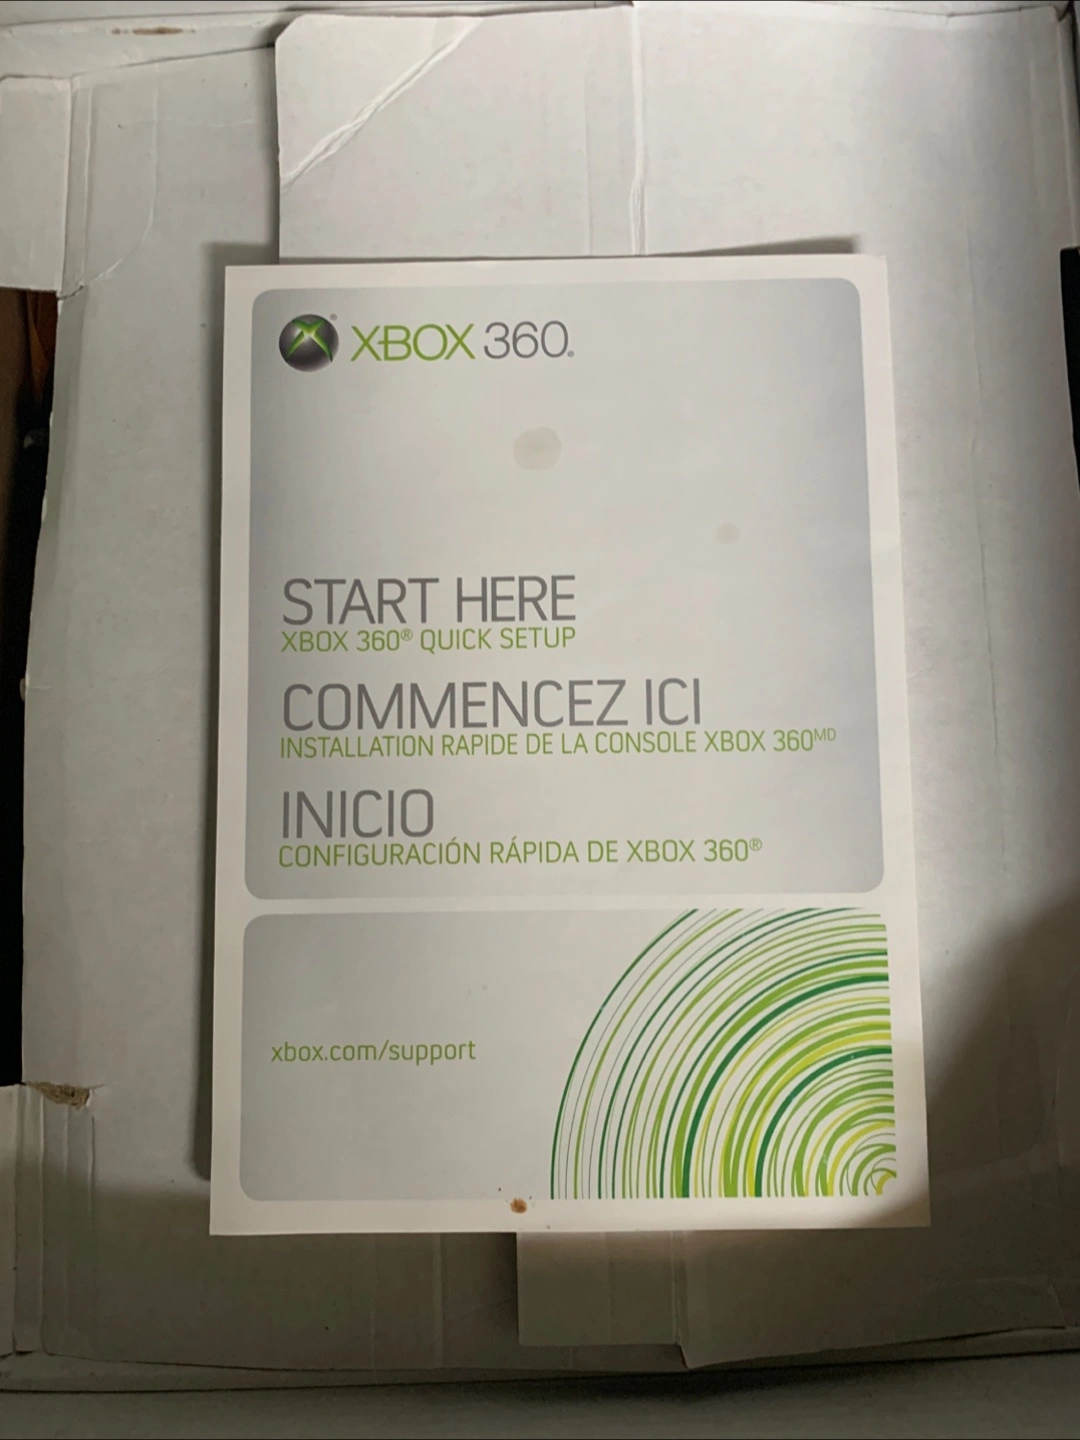 XBOX 360®
START HERE
XBOX 360® QUICK SETUP
COMMENCEZ ICI
INSTALLATION RAPIDE DE LA CONSOLE XBOX 360MD
INICIO
CONFIGURACIÓN RÁPIDA DE XBOX 360®
xbox.com/support